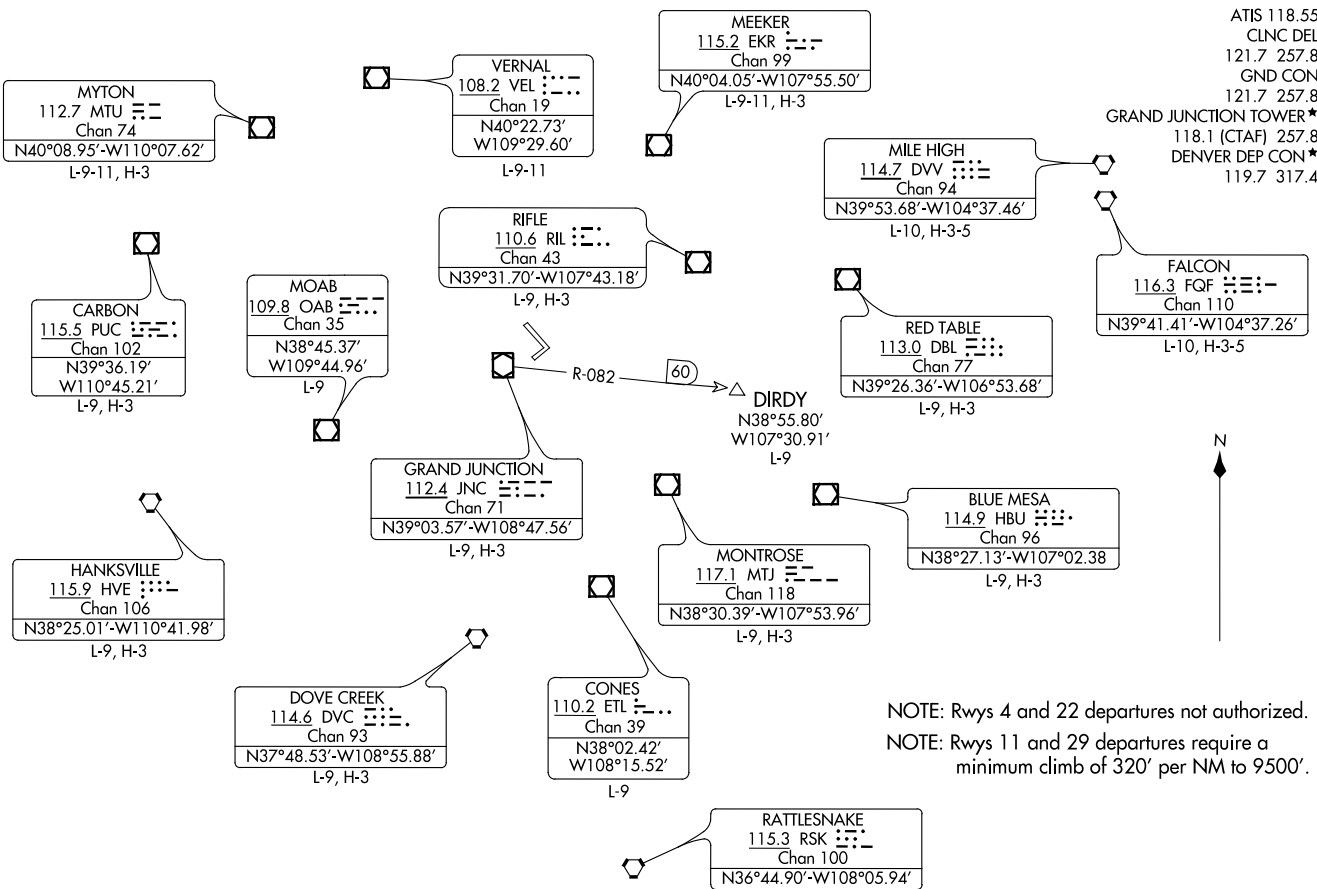 ATIS 118.55
CLNC DEL
121.7 257.8
GND CON
121.7 257.8
GRAND JUNCTION TOWER★
118.1 (CTAF) 257.8
DENVER DEP CON★
119.7 317.4
MEEKER
115.2 EKR
Chan 99
N40°04.05′-W107°55.50′
L-9-11, H-3
VERNAL
108.2 VEL
Chan 19
N40°22.73′
W109°29.60′
L-9-11
MYTON
112.7 MTU
Chan 74
N40°08.95′-W110°07.62′
L-9-11, H-3
MILE HIGH
114.7 DVV
Chan 94
N39°53.68′-W104°37.46′
L-10, H-3-5
RIFLE
110.6 RIL
Chan 43
N39°31.70′-W107°43.18′
L-9, H-3
FALCON
116.3 FQF
Chan 110
N39°41.41′-W104°37.26′
L-10, H-3-5
MOAB
109.8 OAB
Chan 35
N38°45.37′
W109°44.96′
L-9
CARBON
115.5 PUC
Chan 102
N39°36.19′
W110°45.21′
L-9, H-3
RED TABLE
113.0 DBL
Chan 77
N39°26.36′-W106°53.68′
L-9, H-3
R-082
60
DIRDY
N38°55.80′
W107°30.91′
L-9
N
GRAND JUNCTION
112.4 JNC
Chan 71
N39°03.57′-W108°47.56′
L-9, H-3
BLUE MESA
114.9 HBU
Chan 96
N38°27.13′-W107°02.38
L-9, H-3
MONTROSE
117.1 MTJ
Chan 118
N38°30.39′-W107°53.96′
L-9, H-3
HANKSVILLE
115.9 HVE
Chan 106
N38°25.01′-W110°41.98′
L-9, H-3
DOVE CREEK
114.6 DVC
Chan 93
N37°48.53′-W108°55.88′
L-9, H-3
CONES
110.2 ETL
Chan 39
N38°02.42′
W108°15.52′
L-9
NOTE: Rwys 4 and 22 departures not authorized.
NOTE: Rwys 11 and 29 departures require a
minimum climb of 320′ per NM to 9500′.
RATTLESNAKE
115.3 RSK
Chan 100
N36°44.90′-W108°05.94′